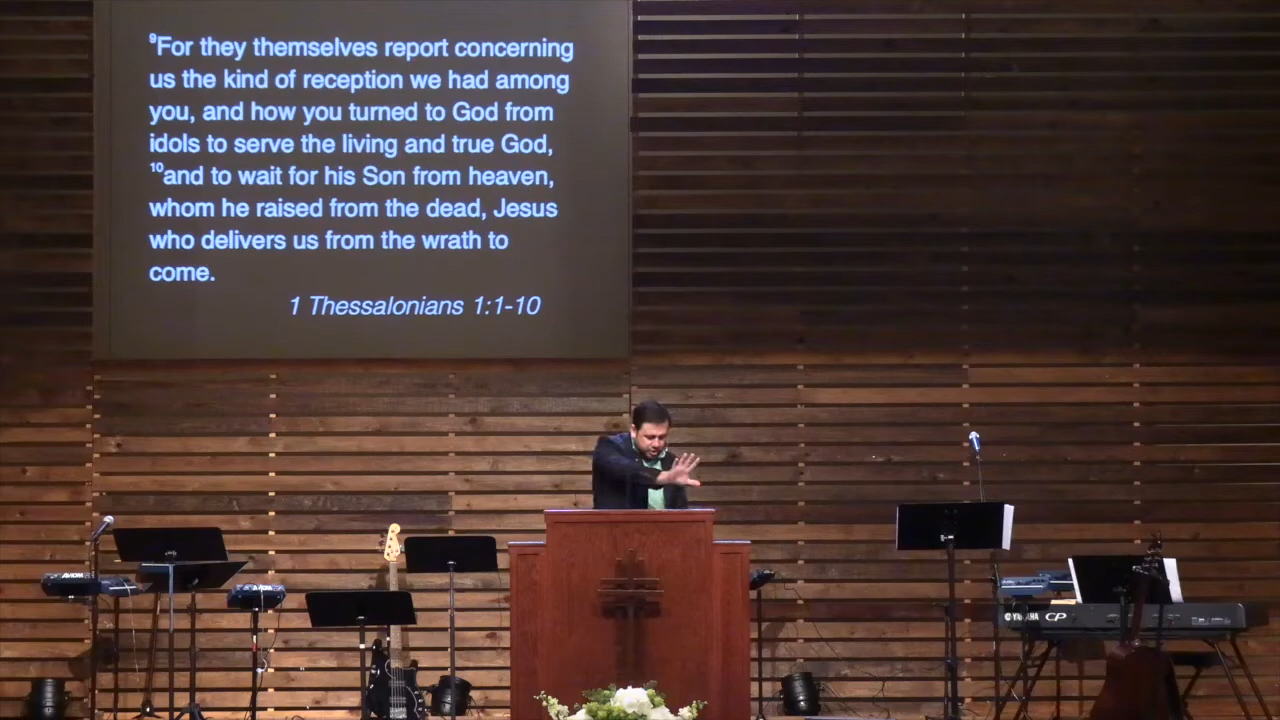 ⁹For they themselves report concerning
us the kind of reception we had among
you, and how you turned to God from
idols to serve the living and true God,
¹⁰and to wait for his Son from heaven,
whom he raised from the dead, Jesus
who delivers us from the wrath to
come.
1 Thessalonians 1:1-10
AVIOM
YAMAHA CP